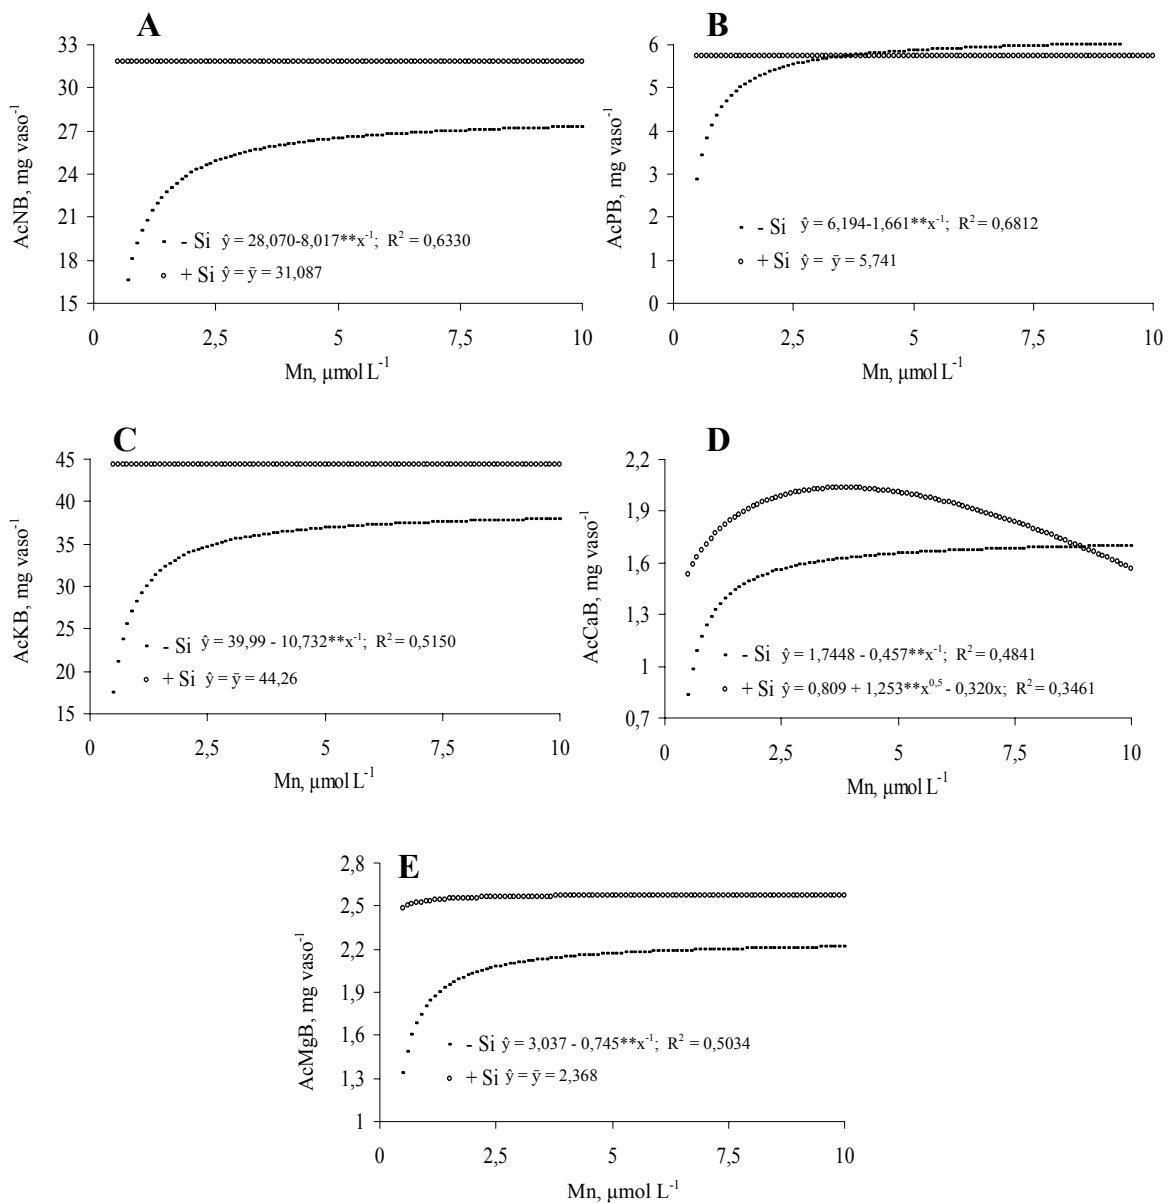 A
33
30
27
24
21
18
15
AcNB, mg vaso⁻¹
- Si ŷ = 28,070-8,017**x⁻¹; R² = 0,6330
+ Si ŷ = ȳ = 31,087
0 2,5 5 7,5 10
Mn, µmol L⁻¹
B
6
5
4
3
2
1
0
AcPB, mg vaso⁻¹
- Si ŷ = 6,194-1,661**x⁻¹; R² = 0,6812
+ Si ŷ = ȳ = 5,741
0 2,5 5 7,5 10
Mn, µmol L⁻¹
C
45
40
35
30
25
20
15
AcKB, mg vaso⁻¹
- Si ŷ = 39,99 - 10,732**x⁻¹; R² = 0,5150
+ Si ŷ = ȳ = 44,26
0 2,5 5 7,5 10
Mn, µmol L⁻¹
D
2,2
1,9
1,6
1,3
1
0,7
AcCaB, mg vaso⁻¹
- Si ŷ = 1,7448 - 0,457**x⁻¹; R² = 0,4841
+ Si ŷ = 0,809 + 1,253**x⁰,⁵ - 0,320x; R² = 0,3461
0 2,5 5 7,5 10
Mn, µmol L⁻¹
E
2,8
2,5
2,2
1,9
1,6
1,3
1
AcMgB, mg vaso⁻¹
- Si ŷ = 3,037 - 0,745**x⁻¹; R² = 0,5034
+ Si ŷ = ȳ = 2,368
0 2,5 5 7,5 10
Mn, µmol L⁻¹